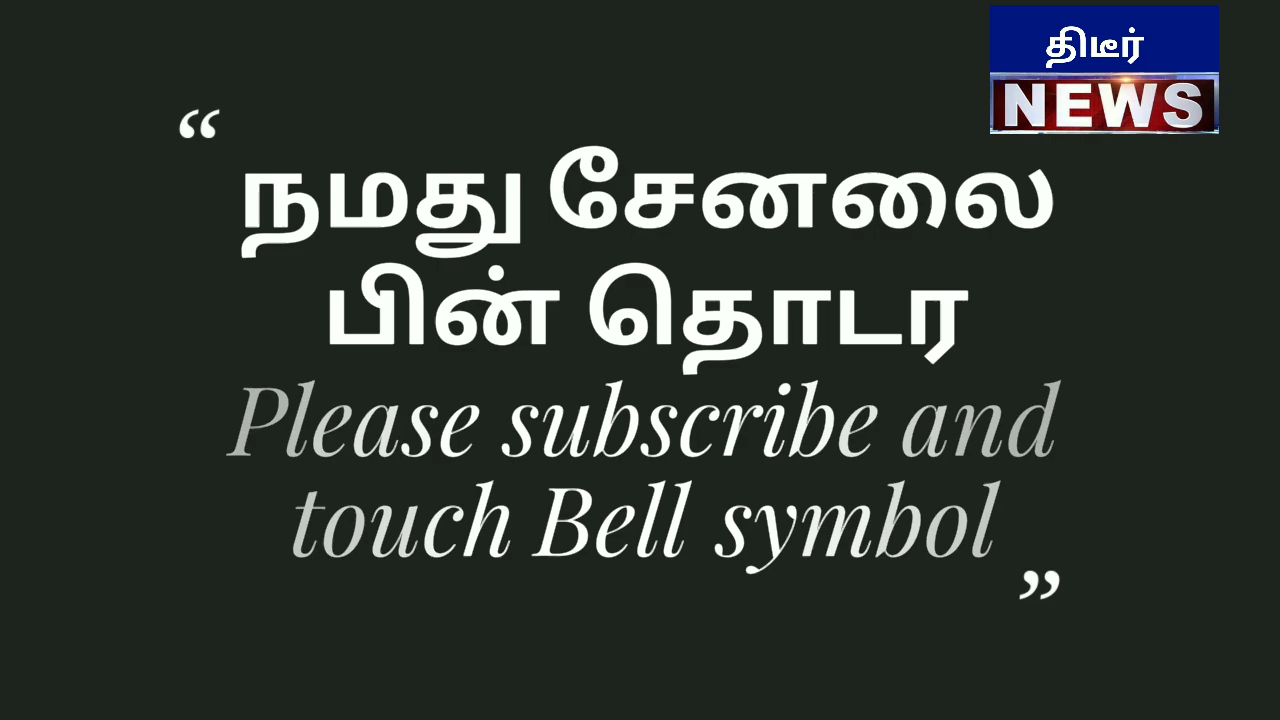 திடீர்
NEWS
“
நமது சேனலை
பின் தொடர
Please subscribe and
touch Bell symbol
”